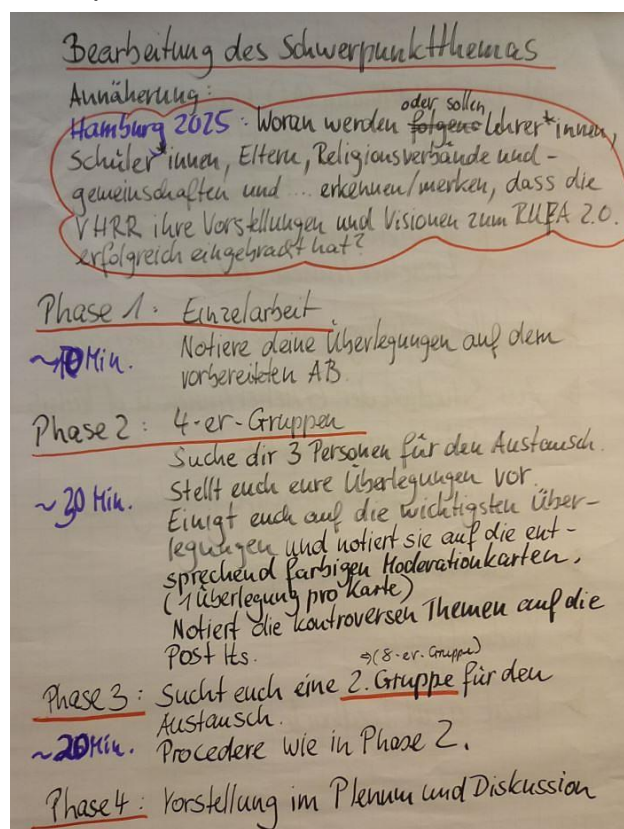 Bearbeitung des Schwerpunktthemas
Annäherung:
oder sollen
Hamburg 2025: Woran werden Lehrer*innen,
Schüler*innen, Eltern, Religionsverbände und -
gemeinschaften und ... erkennen/merken, dass die
VHRR ihre Vorstellungen und Visionen zum RUFA 2.0.
erfolgreich eingebracht hat?
Phase 1: Einzelarbeit
Notiere deine Überlegungen auf dem
~ Min. vorbereiteten AB.
Phase 2: 4-er-Gruppen
Suche dir 3 Personen für den Austausch.
~ 30 Min. Stellt euch eure Überlegungen vor.
Einigt euch auf die wichtigsten Über-
legungen und notiert sie auf die ent-
sprechend farbigen Moderationkarten.
(1 Überlegung pro Karte)
Notiert die kontroversen Themen auf die
Post Its.
⇒(8-er-Gruppe)
Phase 3: Sucht euch eine 2. Gruppe für den
Austausch.
~20 Min. Procedere wie in Phase 2.
Phase 4: Vorstellung im Plenum und Diskussion